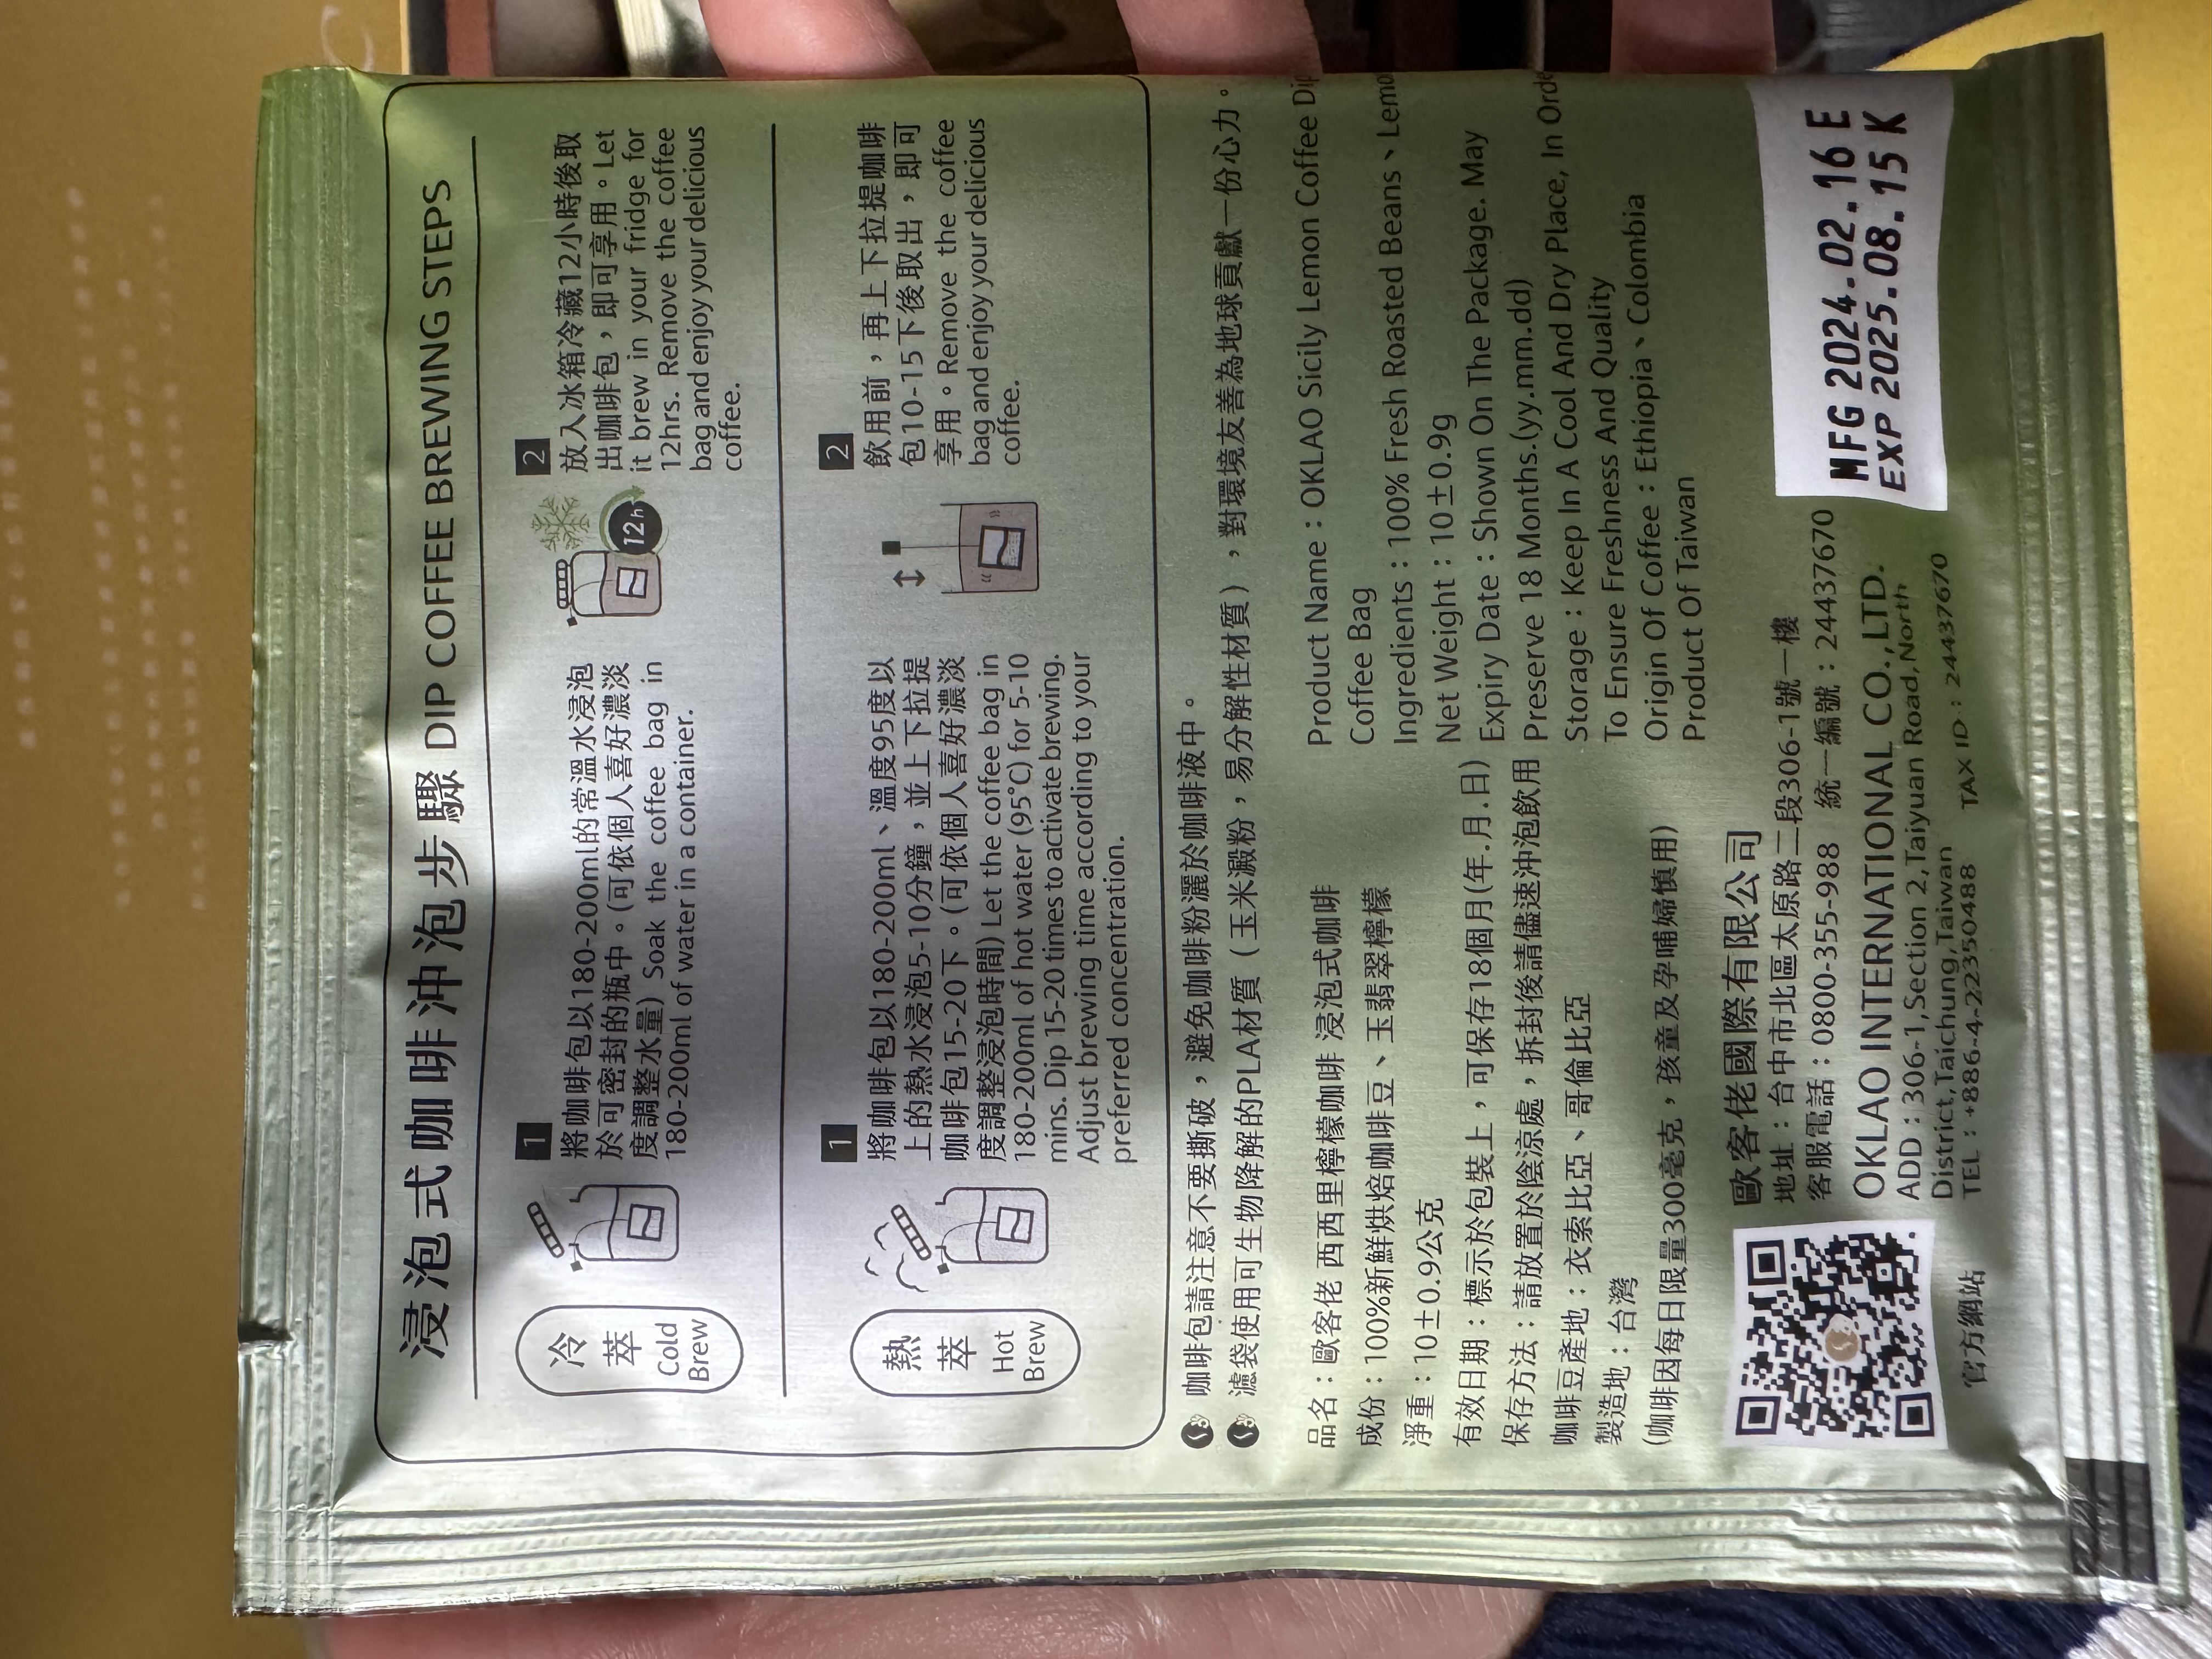 浸泡式咖啡沖泡步驟 DIP COFFEE BREWING STEPS
冷
萃
Cold
Brew
1
將咖啡包以180-200ml的常溫水浸泡
於可密封的瓶中。(可依個人喜好濃淡
度調整水量) Soak the coffee bag in
180-200ml of water in a container.
12h
2
放入冰箱冷藏12小時後取
出咖啡包，即可享用。Let
it brew in your fridge for
12hrs. Remove the coffee
bag and enjoy your delicious
coffee.
熱
萃
Hot
Brew
1
將咖啡包以180-200ml、溫度95度以
上的熱水浸泡5-10分鐘，並上下拉提
咖啡包15-20下。(可依個人喜好濃淡
度調整浸泡時間) Let the coffee bag in
180-200ml of hot water (95°C) for 5-10
mins. Dip 15-20 times to activate brewing.
Adjust brewing time according to your
preferred concentration.
2
飲用前，再上下拉提咖啡
包10-15下後取出，即可
享用。Remove the coffee
bag and enjoy your delicious
coffee.
咖啡包請注意不要撕破，避免咖啡粉灑於咖啡液中。
濾袋使用可生物降解的PLA材質（玉米澱粉，易分解性材質），對環境友善為地球貢獻一份心力。
品名：歐客佬 西西里檸檬咖啡 浸泡式咖啡
成份：100%新鮮烘焙咖啡豆、玉翡翠檸檬
淨重：10±0.9公克
有效日期：標示於包裝上，可保存18個月(年.月.日)
保存方法：請放置於陰涼處，拆封後請儘速沖泡飲用
咖啡豆產地：衣索比亞、哥倫比亞
製造地：台灣
(咖啡因每日限量300毫克，孩童及孕哺婦慎用)
Product Name：OKLAO Sicily Lemon Coffee Dip
Coffee Bag
Ingredients：100% Fresh Roasted Beans、Lemo
Net Weight：10±0.9g
Expiry Date：Shown On The Package. May
Preserve 18 Months.(yy.mm.dd)
Storage：Keep In A Cool And Dry Place, In Orde
To Ensure Freshness And Quality
Origin Of Coffee：Ethiopia、Colombia
Product Of Taiwan
官方網站
歐客佬國際有限公司
地址：台中市北區太原路二段306-1號一樓
客服電話：0800-355-988 統一編號：24437670
OKLAO INTERNATIONAL CO.,LTD.
ADD：306-1,Section 2,Taiyuan Road,North
District,Taichung,Taiwan
TEL：+886-4-22350488 TAX ID：24437670
MFG 2024.02.16 E
EXP 2025.08.15 K